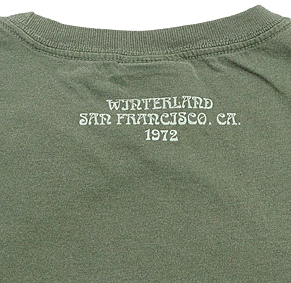 WINTERLAND
SAN FRANCISCO, CA.
1972